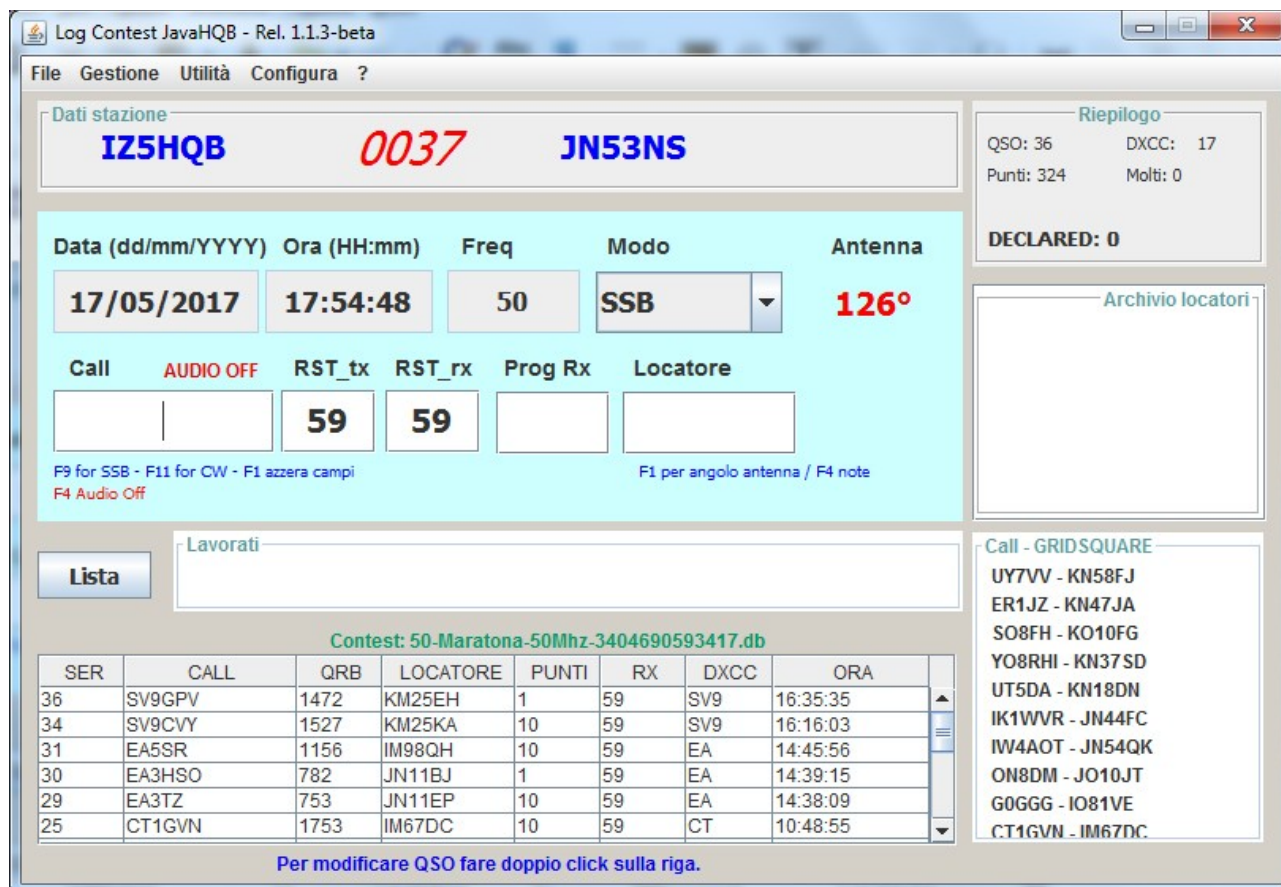 Log Contest JavaHQB - Rel. 1.1.3-beta
File Gestione Utilità Configura ?
Dati stazione
IZ5HQB 0037 JN53NS
Riepilogo
QSO: 36 DXCC: 17
Punti: 324 Molti: 0
DECLARED: 0
Data (dd/mm/YYYY) Ora (HH:mm) Freq Modo Antenna
17/05/2017 17:54:48 50 SSB 126°
Call AUDIO OFF RST_tx RST_rx Prog Rx Locatore
59 59
F9 for SSB - F11 for CW - F1 azzera campi F1 per angolo antenna / F4 note
F4 Audio Off
Archivio locatori
Lista
Lavorati
Call - GRIDSQUARE
UY7VV - KN58FJ
ER1JZ - KN47JA
SO8FH - KO10FG
YO8RHI - KN37SD
UT5DA - KN18DN
IK1WVR - JN44FC
IW4AOT - JN54QK
ON8DM - JO10JT
G0GGG - IO81VE
CT1GVN - IM67DC
Contest: 50-Maratona-50Mhz-3404690593417.db
SER CALL QRB LOCATORE PUNTI RX DXCC ORA
36 SV9GPV 1472 KM25EH 1 59 SV9 16:35:35
34 SV9CVY 1527 KM25KA 10 59 SV9 16:16:03
31 EA5SR 1156 IM98QH 10 59 EA 14:45:56
30 EA3HSO 782 JN11BJ 1 59 EA 14:39:15
29 EA3TZ 753 JN11EP 10 59 EA 14:38:09
25 CT1GVN 1753 IM67DC 10 59 CT 10:48:55
Per modificare QSO fare doppio click sulla riga.